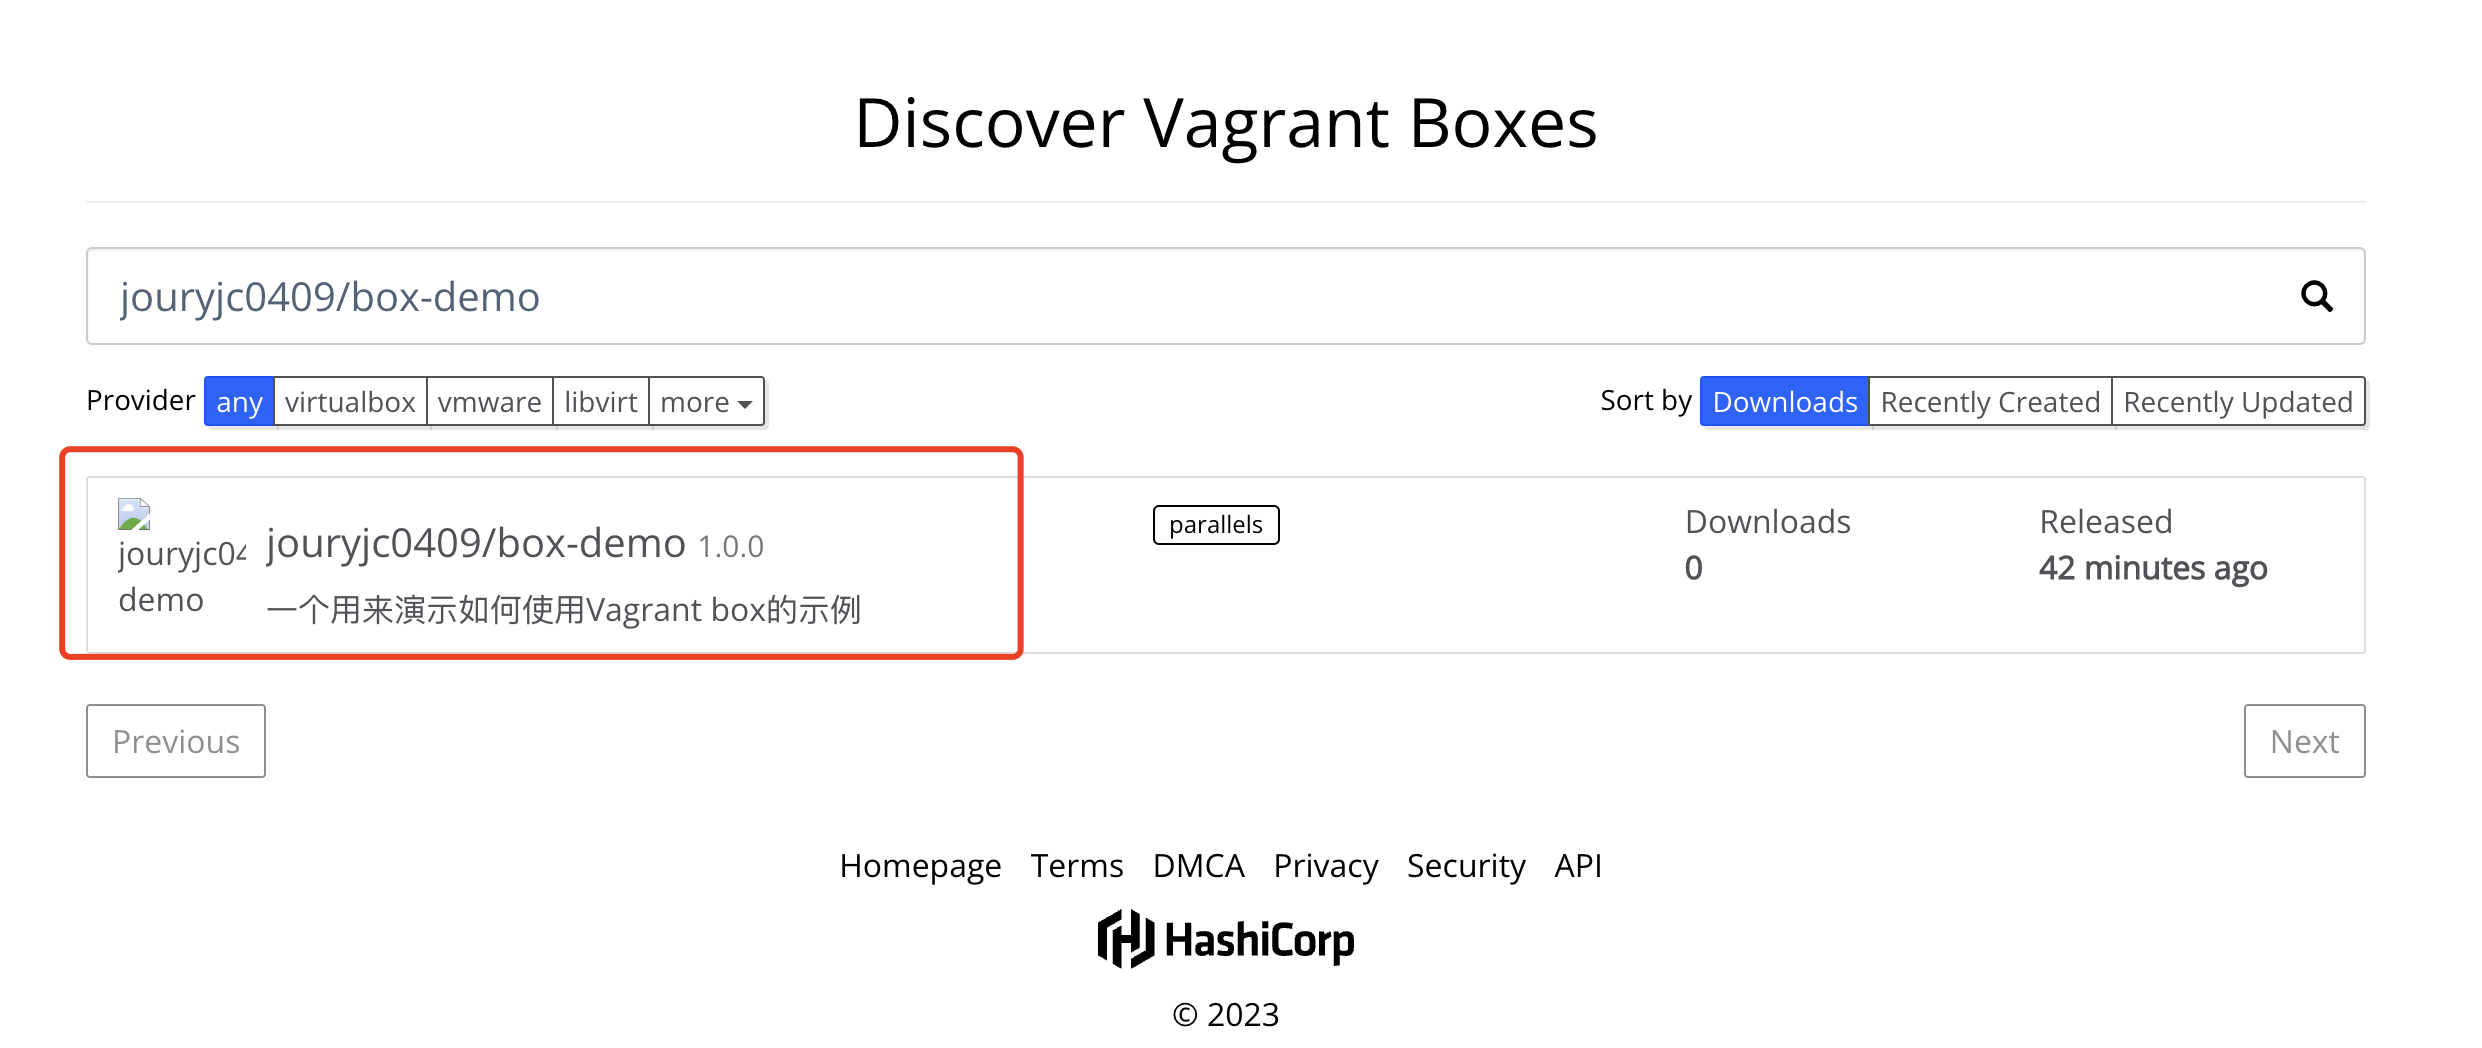 Discover Vagrant Boxes
jouryjc0409/box-demo
Provider any virtualbox vmware libvirt more Sort by Downloads Recently Created Recently Updated
jouryjc04
demo
jouryjc0409/box-demo 1.0.0
一个用来演示如何使用Vagrant box的示例
parallels
Downloads
0
Released
42 minutes ago
Previous Next
Homepage Terms DMCA Privacy Security API
HashiCorp
© 2023